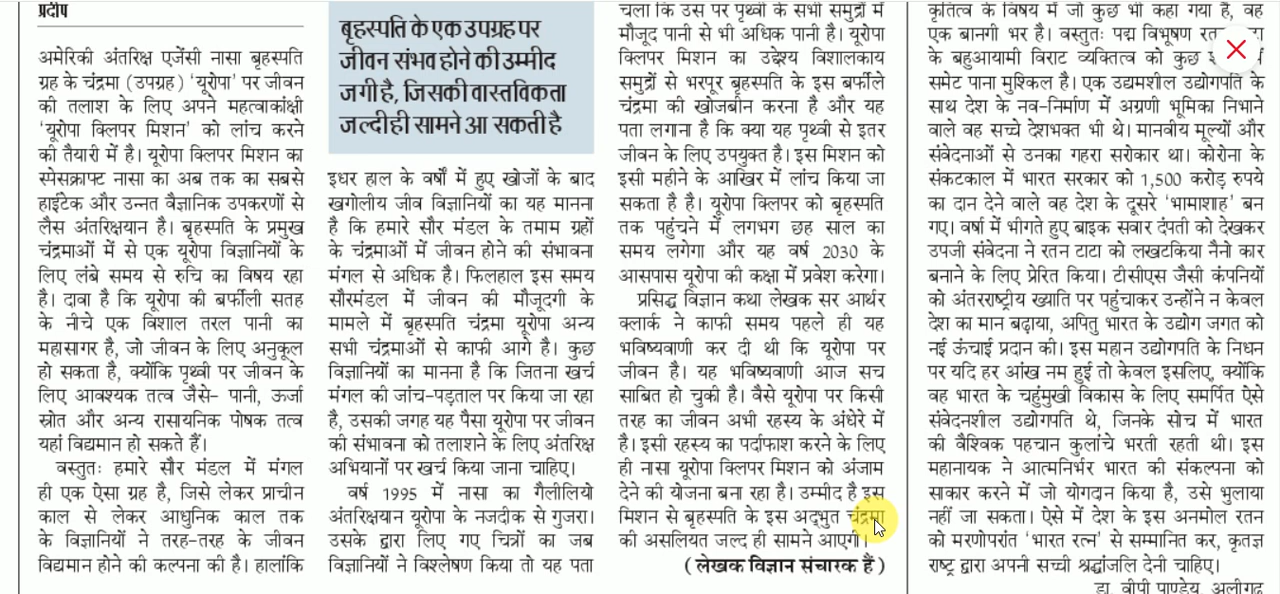 प्रदीप
अमेरिकी अंतरिक्ष एजेंसी नासा बृहस्पति
ग्रह के चंद्रमा (उपग्रह) 'यूरोपा' पर जीवन
की तलाश के लिए अपने महत्वाकांक्षी
'यूरोपा क्लिपर मिशन' को लांच करने
की तैयारी में है। यूरोपा क्लिपर मिशन का
स्पेसक्राफ्ट नासा का अब तक का सबसे
हाईटेक और उन्नत वैज्ञानिक उपकरणों से
लैस अंतरिक्षयान है। बृहस्पति के प्रमुख
चंद्रमाओं में से एक यूरोपा विज्ञानियों के
लिए लंबे समय से रुचि का विषय रहा
है। दावा है कि यूरोपा की बर्फीली सतह
के नीचे एक विशाल तरल पानी का
महासागर है, जो जीवन के लिए अनुकूल
हो सकता है, क्योंकि पृथ्वी पर जीवन के
लिए आवश्यक तत्व जैसे- पानी, ऊर्जा
स्रोत और अन्य रासायनिक पोषक तत्व
यहां विद्यमान हो सकते हैं।
वस्तुतः हमारे सौर मंडल में मंगल
ही एक ऐसा ग्रह है, जिसे लेकर प्राचीन
काल से लेकर आधुनिक काल तक
के विज्ञानियों ने तरह-तरह के जीवन
विद्यमान होने की कल्पना की है। हालांकि
बृहस्पति के एक उपग्रह पर
जीवन संभव होने की उम्मीद
जगी है, जिसकी वास्तविकता
जल्दी ही सामने आ सकती है
इधर हाल के वर्षों में हुए खोजों के बाद
खगोलीय जीव विज्ञानियों का यह मानना
है कि हमारे सौर मंडल के तमाम ग्रहों
के चंद्रमाओं में जीवन होने की संभावना
मंगल से अधिक है। फिलहाल इस समय
सौरमंडल में जीवन की मौजूदगी के
मामले में बृहस्पति चंद्रमा यूरोपा अन्य
सभी चंद्रमाओं से काफी आगे है। कुछ
विज्ञानियों का मानना है कि जितना खर्च
मंगल की जांच-पड़ताल पर किया जा रहा
है, उसकी जगह यह पैसा यूरोपा पर जीवन
की संभावना को तलाशने के लिए अंतरिक्ष
अभियानों पर खर्च किया जाना चाहिए।
वर्ष 1995 में नासा का गैलीलियो
अंतरिक्षयान यूरोपा के नजदीक से गुजरा।
उसके द्वारा लिए गए चित्रों का जब
विज्ञानियों ने विश्लेषण किया तो यह पता
चला कि उस पर पृथ्वी के सभी समुद्रों में
मौजूद पानी से भी अधिक पानी है। यूरोपा
क्लिपर मिशन का उद्देश्य विशालकाय
समुद्रों से भरपूर बृहस्पति के इस बर्फीले
चंद्रमा की खोजबीन करना है और यह
पता लगाना है कि क्या यह पृथ्वी से इतर
जीवन के लिए उपयुक्त है। इस मिशन को
इसी महीने के आखिर में लांच किया जा
सकता है है। यूरोपा क्लिपर को बृहस्पति
तक पहुंचने में लगभग छह साल का
समय लगेगा और यह वर्ष 2030 के
आसपास यूरोपा की कक्षा में प्रवेश करेगा।
प्रसिद्ध विज्ञान कथा लेखक सर आर्थर
क्लार्क ने काफी समय पहले ही यह
भविष्यवाणी कर दी थी कि यूरोपा पर
जीवन है। यह भविष्यवाणी आज सच
साबित हो चुकी है। वैसे यूरोपा पर किसी
तरह का जीवन अभी रहस्य के अंधेरे में
है। इसी रहस्य का पर्दाफाश करने के लिए
ही नासा यूरोपा क्लिपर मिशन को अंजाम
देने की योजना बना रहा है। उम्मीद है इस
मिशन से बृहस्पति के इस अद्भुत चंद्रमा
की असलियत जल्द ही सामने आएगी।
(लेखक विज्ञान संचारक हैं)
कृतित्व के विषय में जो कुछ भी कहा गया है, वह
एक बानगी भर है। वस्तुतः पद्म विभूषण
के बहुआयामी विराट व्यक्तित्व को कुछ
समेट पाना मुश्किल है। एक उद्यमशील उद्योगपति के
साथ देश के नव-निर्माण में अग्रणी भूमिका निभाने
वाले वह सच्चे देशभक्त भी थे। मानवीय मूल्यों और
संवेदनाओं से उनका गहरा सरोकार था। कोरोना के
संकटकाल में भारत सरकार को 1,500 करोड़ रुपये
का दान देने वाले वह देश के दूसरे 'भामाशाह' बन
गए। वर्षा में भीगते हुए बाइक सवार दंपती को देखकर
उपजी संवेदना ने रतन टाटा को लखटकिया नैनो कार
बनाने के लिए प्रेरित किया। टीसीएस जैसी कंपनियों
को अंतरराष्ट्रीय ख्याति पर पहुंचाकर उन्होंने न केवल
देश का मान बढ़ाया, अपितु भारत के उद्योग जगत को
नई ऊंचाई प्रदान की। इस महान उद्योगपति के निधन
पर यदि हर आंख नम हुई तो केवल इसलिए, क्योंकि
वह भारत के चहुंमुखी विकास के लिए समर्पित ऐसे
संवेदनशील उद्योगपति थे, जिनके सोच में भारत
की वैश्विक पहचान कुलांचे भरती रहती थी। इस
महानायक ने आत्मनिर्भर भारत की संकल्पना को
साकार करने में जो योगदान किया है, उसे भुलाया
नहीं जा सकता। ऐसे में देश के इस अनमोल रतन
को मरणोपरांत 'भारत रत्न' से सम्मानित कर, कृतज्ञ
राष्ट्र द्वारा अपनी सच्ची श्रद्धांजलि देनी चाहिए।
डा. वीपी पाण्डेय, अलीगढ़